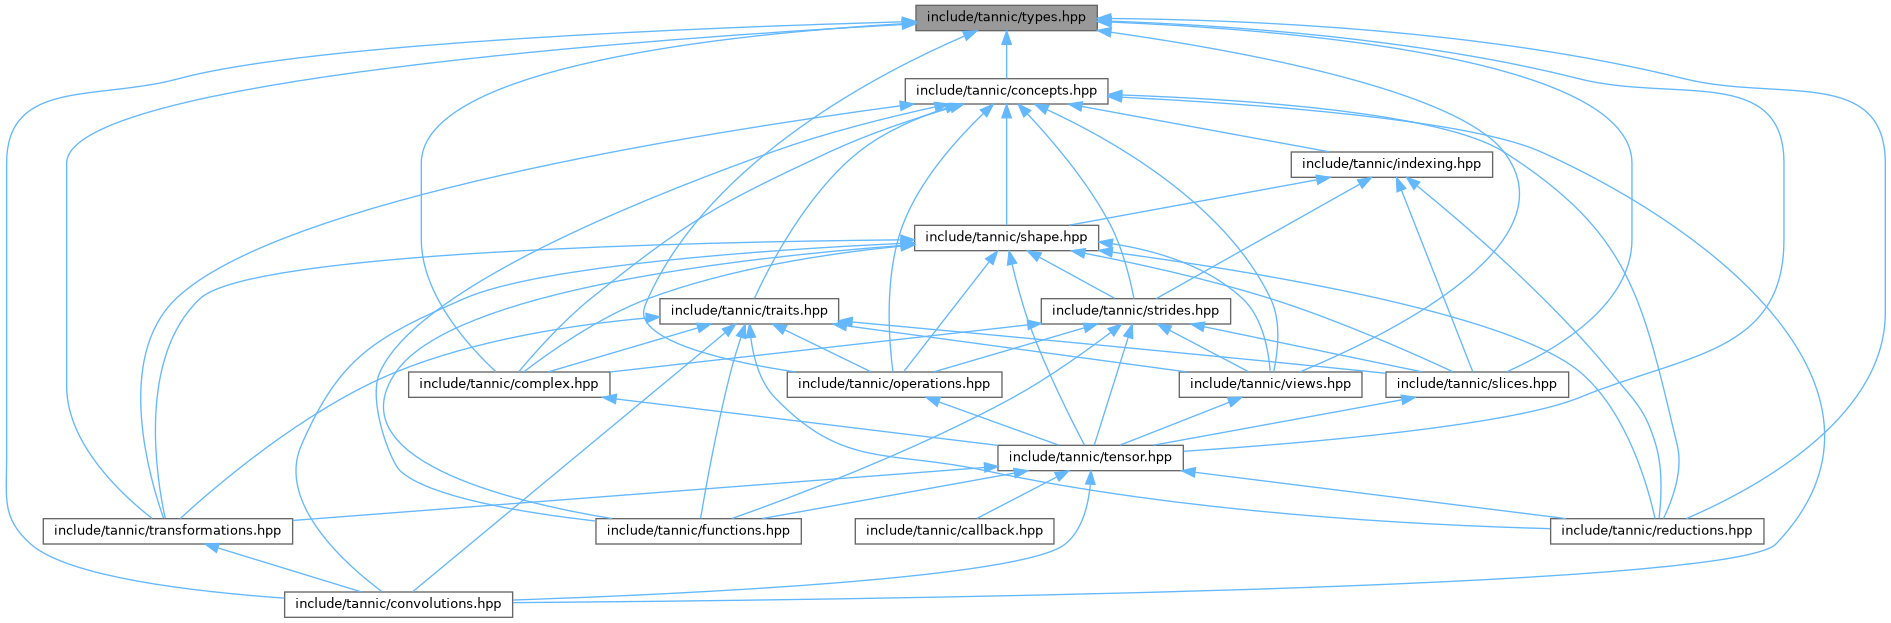 include/tannic/types.hpp
include/tannic/concepts.hpp
include/tannic/indexing.hpp
include/tannic/shape.hpp
include/tannic/traits.hpp
include/tannic/strides.hpp
include/tannic/complex.hpp
include/tannic/operations.hpp
include/tannic/views.hpp
include/tannic/slices.hpp
include/tannic/tensor.hpp
include/tannic/transformations.hpp
include/tannic/functions.hpp
include/tannic/callback.hpp
include/tannic/reductions.hpp
include/tannic/convolutions.hpp